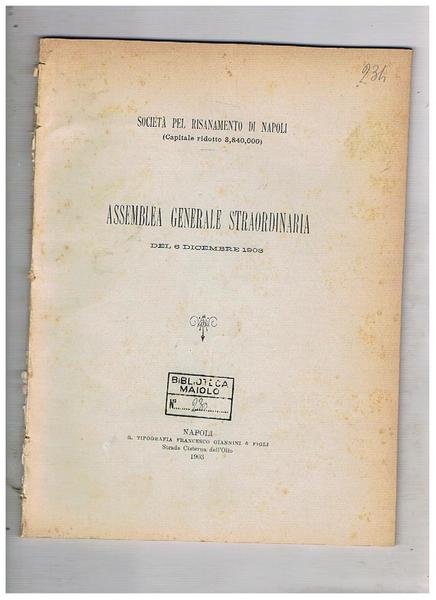 234
SOCIETÀ PEL RISANAMENTO DI NAPOLI
(Capitale ridotto 3,840,000)
ASSEMBLEA GENERALE STRAORDINARIA
DEL 6 DICEMBRE 1903
BIBLIOTECA
MAIOLO
N° 230
NAPOLI
R. TIPOGRAFIA FRANCESCO GIANNINI & FIGLI
Strada Cisterna dell'Olio
1903